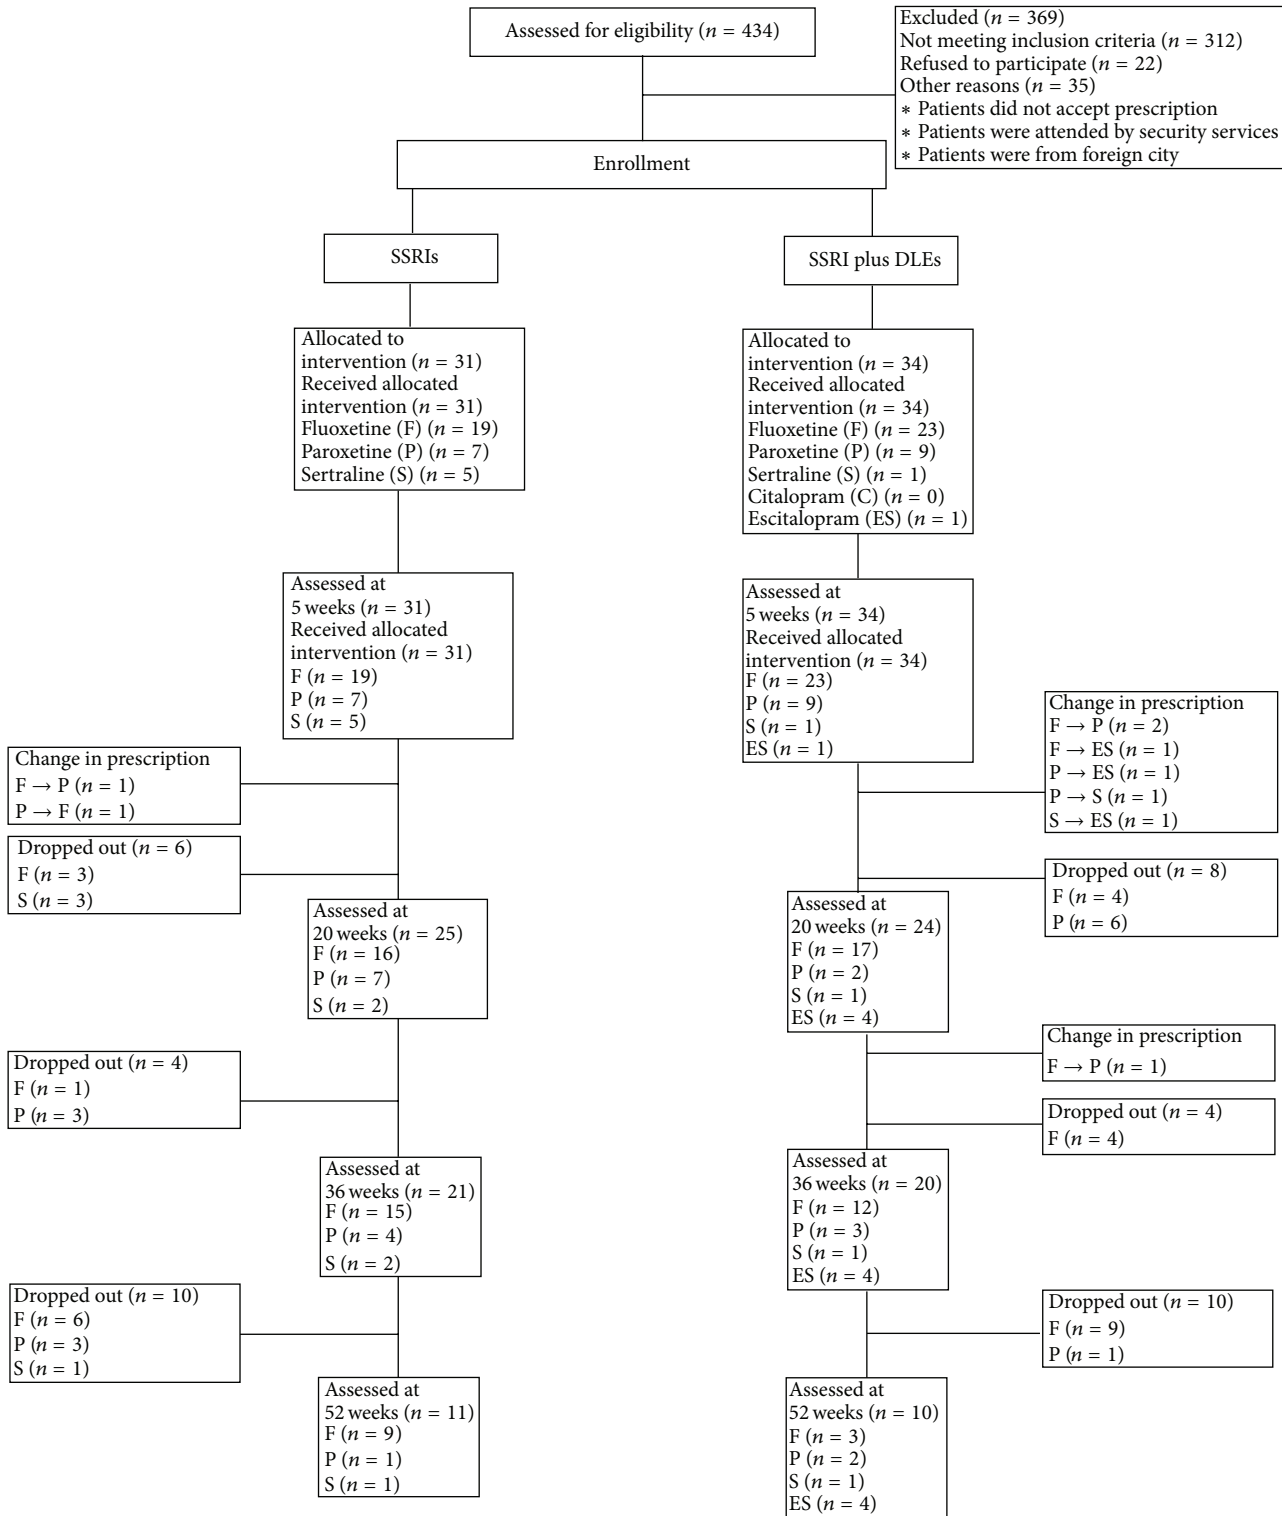 Assessed for eligibility (n = 434)
Excluded (n = 369)
Not meeting inclusion criteria (n = 312)
Refused to participate (n = 22)
Other reasons (n = 35)
∗ Patients did not accept prescription
∗ Patients were attended by security services
∗ Patients were from foreign city
Enrollment
SSRIs
SSRI plus DLEs
Allocated to
intervention (n = 31)
Received allocated
intervention (n = 31)
Fluoxetine (F) (n = 19)
Paroxetine (P) (n = 7)
Sertraline (S) (n = 5)
Allocated to
intervention (n = 34)
Received allocated
intervention (n = 34)
Fluoxetine (F) (n = 23)
Paroxetine (P) (n = 9)
Sertraline (S) (n = 1)
Citalopram (C) (n = 0)
Escitalopram (ES) (n = 1)
Assessed at
5 weeks (n = 31)
Received allocated
intervention (n = 31)
F (n = 19)
P (n = 7)
S (n = 5)
Assessed at
5 weeks (n = 34)
Received allocated
intervention (n = 34)
F (n = 23)
P (n = 9)
S (n = 1)
ES (n = 1)
Change in prescription
F → P (n = 1)
P → F (n = 1)
Change in prescription
F → P (n = 2)
F → ES (n = 1)
P → ES (n = 1)
P → S (n = 1)
S → ES (n = 1)
Dropped out (n = 6)
F (n = 3)
S (n = 3)
Dropped out (n = 8)
F (n = 4)
P (n = 6)
Assessed at
20 weeks (n = 25)
F (n = 16)
P (n = 7)
S (n = 2)
Assessed at
20 weeks (n = 24)
F (n = 17)
P (n = 2)
S (n = 1)
ES (n = 4)
Dropped out (n = 4)
F (n = 1)
P (n = 3)
Change in prescription
F → P (n = 1)
Dropped out (n = 4)
F (n = 4)
Assessed at
36 weeks (n = 21)
F (n = 15)
P (n = 4)
S (n = 2)
Assessed at
36 weeks (n = 20)
F (n = 12)
P (n = 3)
S (n = 1)
ES (n = 4)
Dropped out (n = 10)
F (n = 6)
P (n = 3)
S (n = 1)
Dropped out (n = 10)
F (n = 9)
P (n = 1)
Assessed at
52 weeks (n = 11)
F (n = 9)
P (n = 1)
S (n = 1)
Assessed at
52 weeks (n = 10)
F (n = 3)
P (n = 2)
S (n = 1)
ES (n = 4)